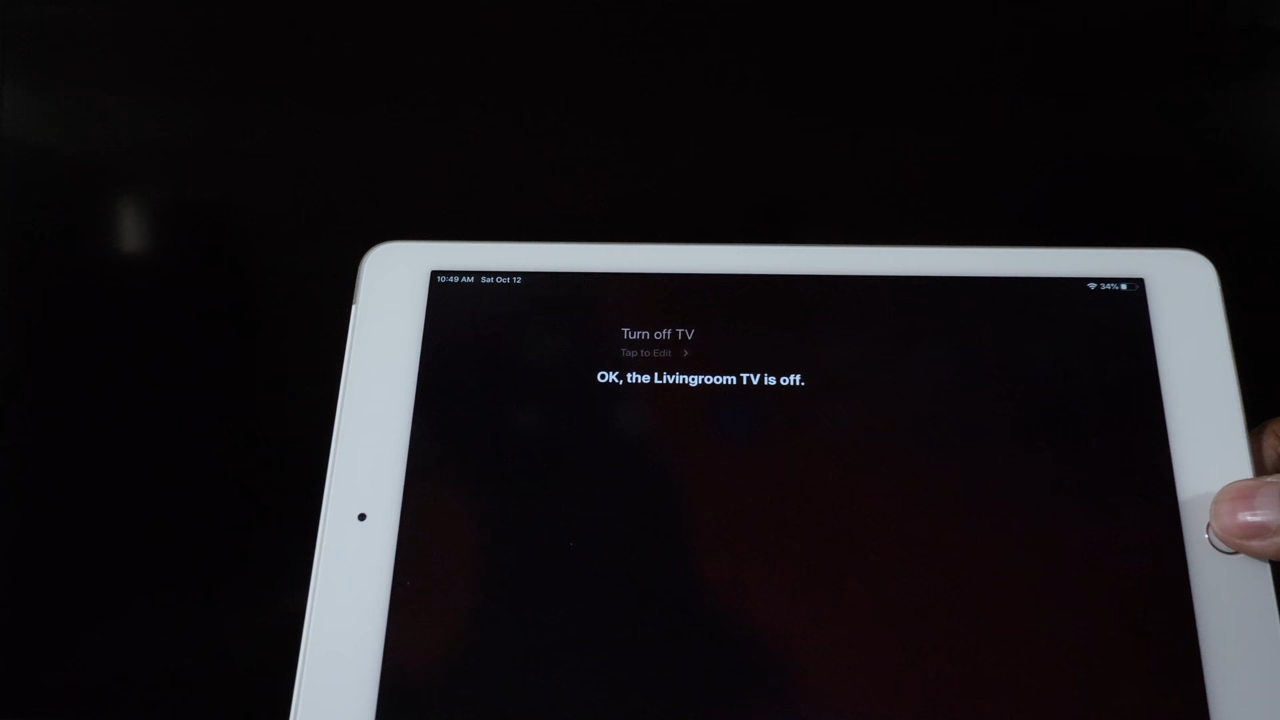 10:49 AM Sat Oct 12
34%
Turn off TV
Tap to Edit >
OK, the Livingroom TV is off.